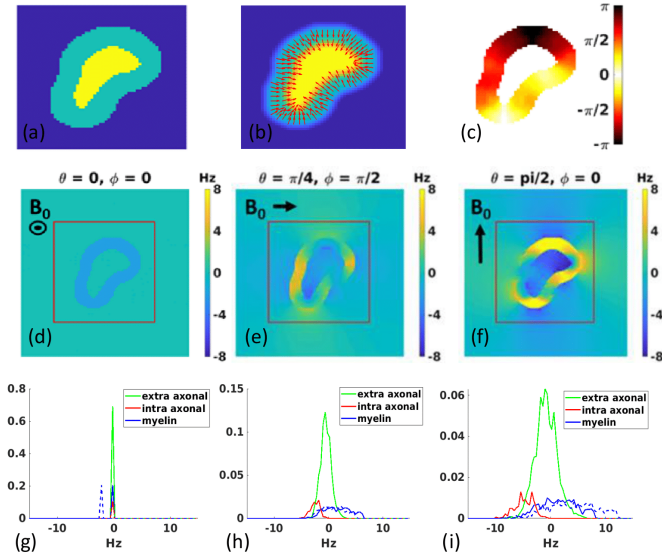 π
π/2
0
-π/2
-π
(a)
(b)
(c)
θ = 0, ϕ = 0
Hz
θ = π/4, ϕ = π/2
Hz
θ = pi/2, ϕ = 0
Hz
B0
8
4
0
-4
-8
(d)
B0
8
4
0
-4
-8
(e)
B0
8
4
0
-4
-8
(f)
0.8
0.6
0.4
0.2
0
extra axonal
intra axonal
myelin
-10
0
10
(g)
Hz
0.15
0.1
0.05
0
extra axonal
intra axonal
myelin
-10
0
10
(h)
Hz
0.06
0.04
0.02
0
extra axonal
intra axonal
myelin
-10
0
10
(i)
Hz